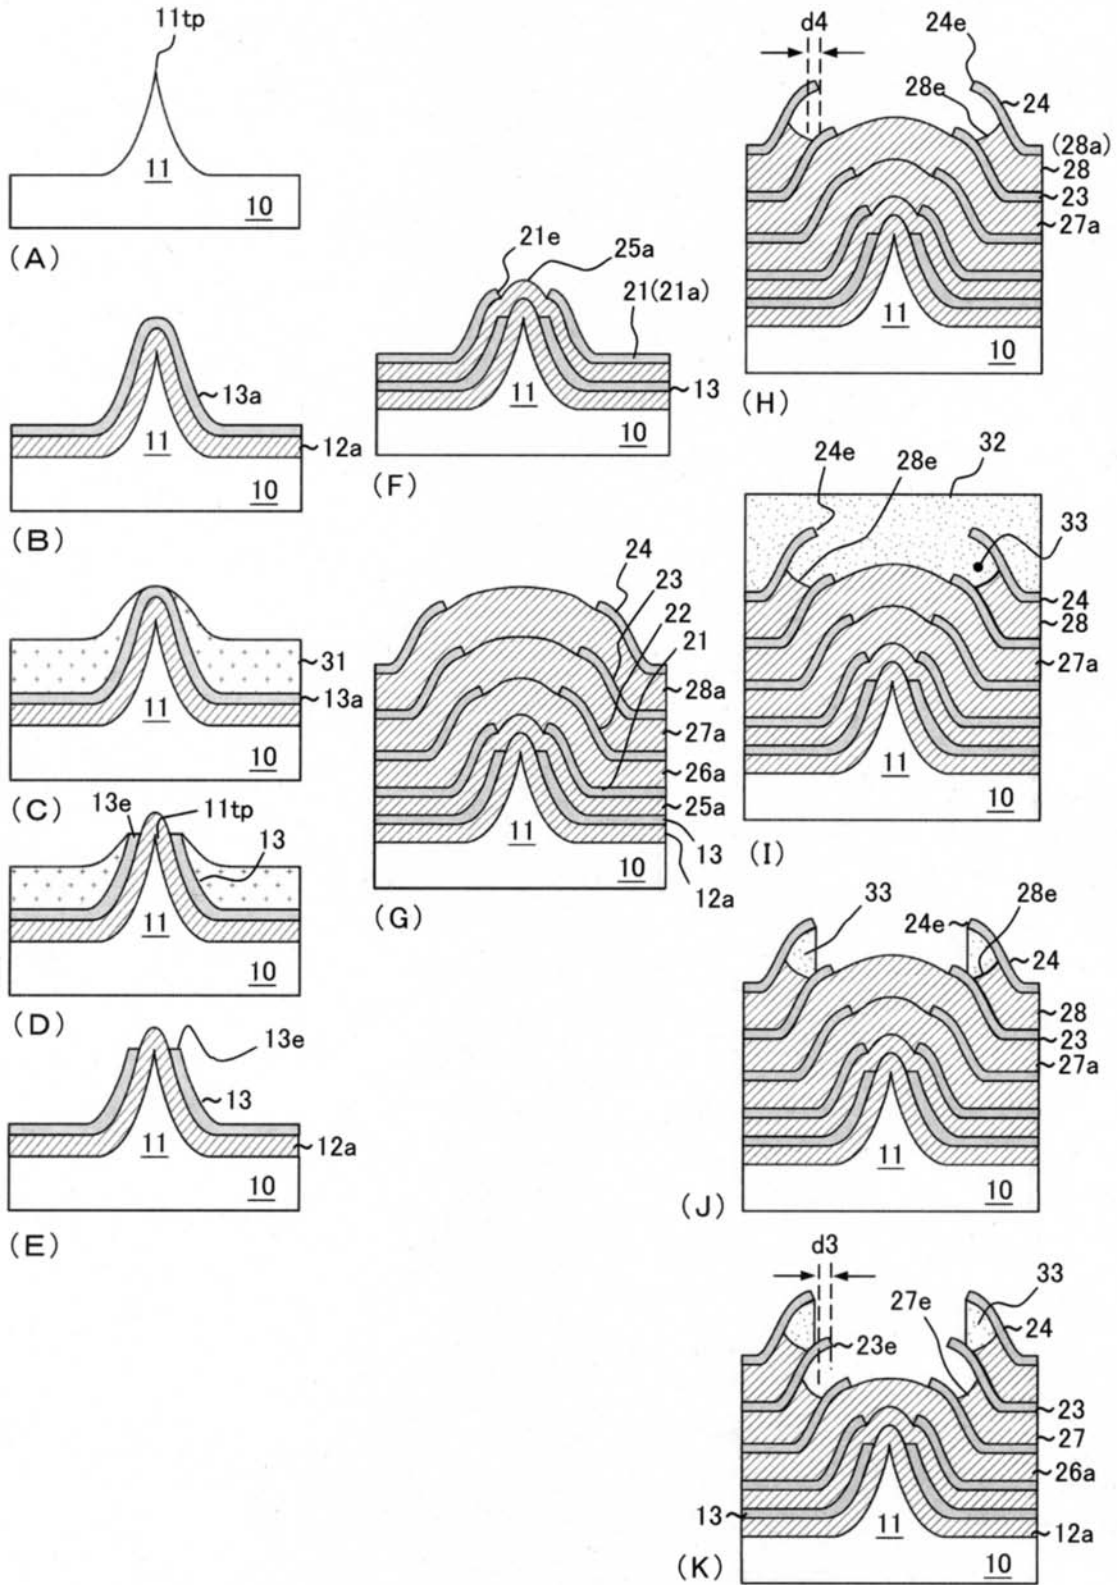 11tp
11
10
(A)
13a
12a
11
10
(B)
31
13a
11
10
(C)
13e
11tp
13
11
10
(D)
13e
13
12a
11
10
(E)
21e
25a
21(21a)
13
11
10
(F)
24
23
22
21
28a
27a
26a
25a
13
12a
11
10
(G)
d4
24e
28e
24
(28a)
28
23
27a
11
10
(H)
32
24e
28e
33
24
28
27a
11
10
(I)
33
24e
28e
24
28
23
27a
11
10
(J)
d3
33
27e
24
23e
23
27
26a
13
12a
11
10
(K)